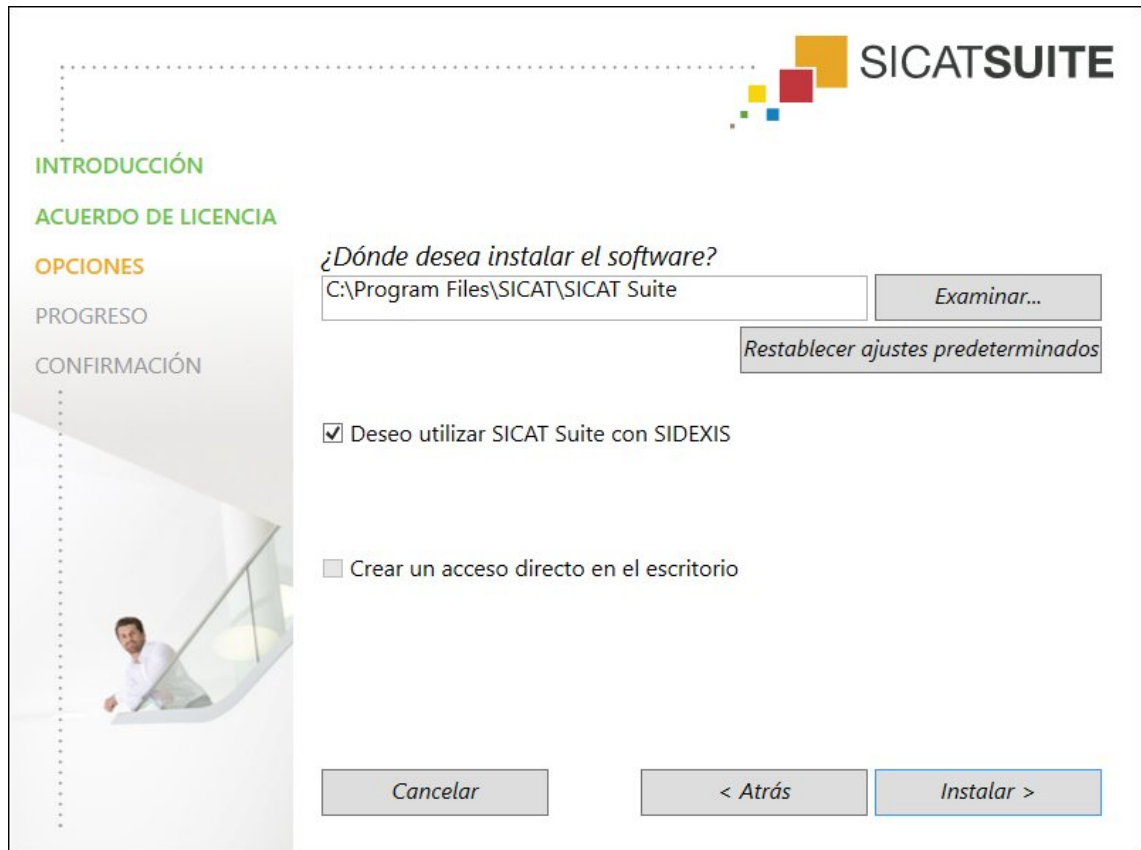 SICATSUITE
INTRODUCCIÓN
ACUERDO DE LICENCIA
OPCIONES
PROGRESO
CONFIRMACIÓN
¿Dónde desea instalar el software?
C:\Program Files\SICAT\SICAT Suite
Examinar...
Restablecer ajustes predeterminados
Deseo utilizar SICAT Suite con SIDEXIS
Crear un acceso directo en el escritorio
Cancelar
< Atrás
Instalar >